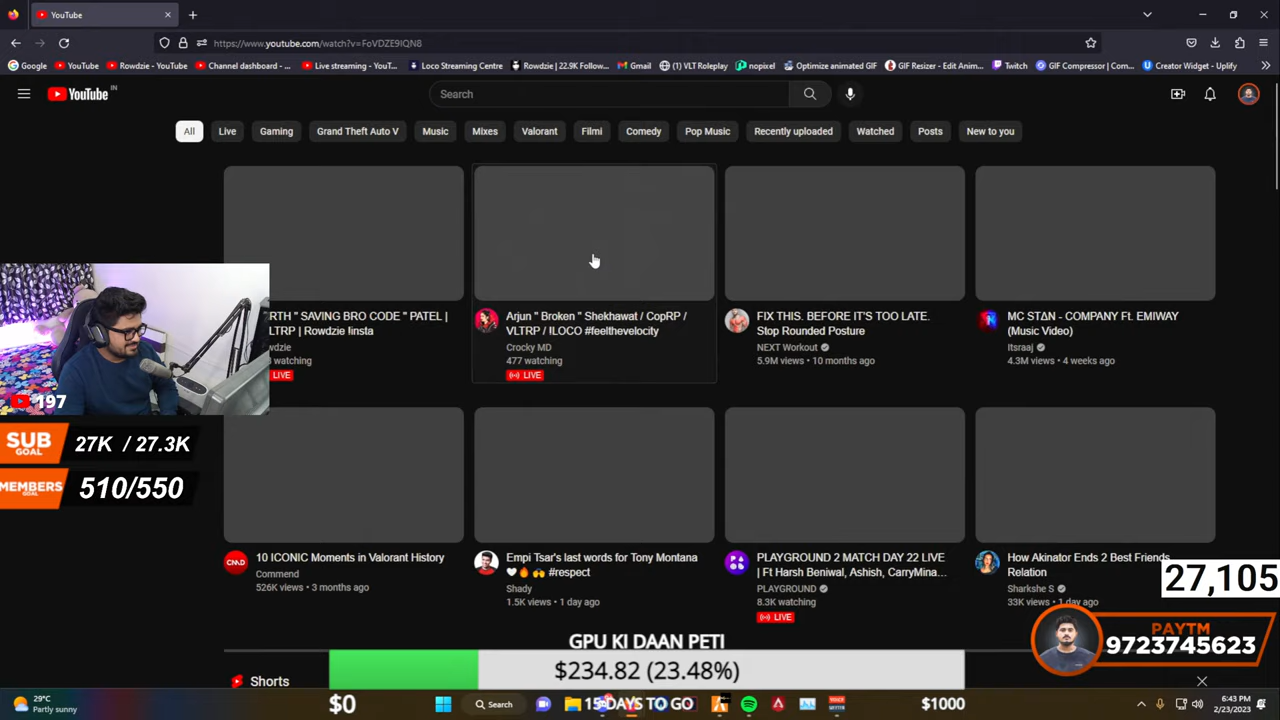 YouTube
https://www.youtube.com/watch?v=FoVDZE9IQN8
Google
YouTube
Rowdzie - YouTube
Channel dashboard - ...
Live streaming - YouT...
Loco Streaming Centre
Rowdzie | 22.9K Follow...
Gmail
(1) VLT Roleplay
nopixel
Optimize animated GIF
GIF Resizer - Edit Anim...
Twitch
GIF Compressor | Com...
Creator Widget - Uplify
YouTube IN
Search
All
Live
Gaming
Grand Theft Auto V
Music
Mixes
Valorant
Filmi
Comedy
Pop Music
Recently uploaded
Watched
Posts
New to you
RTH " SAVING BRO CODE " PATEL |
LTRP | Rowdzie !insta
wdzie
watching
LIVE
Arjun " Broken " Shekhawat / CopRP /
VLTRP / ILOCO #feelthevelocity
Crocky MD
477 watching
LIVE
FIX THIS. BEFORE IT'S TOO LATE.
Stop Rounded Posture
NEXT Workout
5.9M views • 10 months ago
MC STΔN - COMPANY Ft. EMIWAY
(Music Video)
Itsraaj
4.3M views • 4 weeks ago
197
SUB
GOAL
27K / 27.3K
MEMBERS
GOAL
510/550
CMND
10 ICONIC Moments in Valorant History
Commend
526K views • 3 months ago
Empi Tsar's last words for Tony Montana
🤍🔥🙌 #respect
Shady
1.5K views • 1 day ago
PLAYGROUND 2 MATCH DAY 22 LIVE
| Ft Harsh Beniwal, Ashish, CarryMina...
PLAYGROUND
8.3K watching
LIVE
How Akinator Ends 2 Best Friends
Relation
Sharkshe S
33K views • 1 day ago
27,105
PAYTM
9723745623
GPU KI DAAN PETI
$234.82 (23.48%)
Shorts
29°C
Partly sunny
$0
Search
15 DAYS TO GO
$1000
6:43 PM
2/23/2023